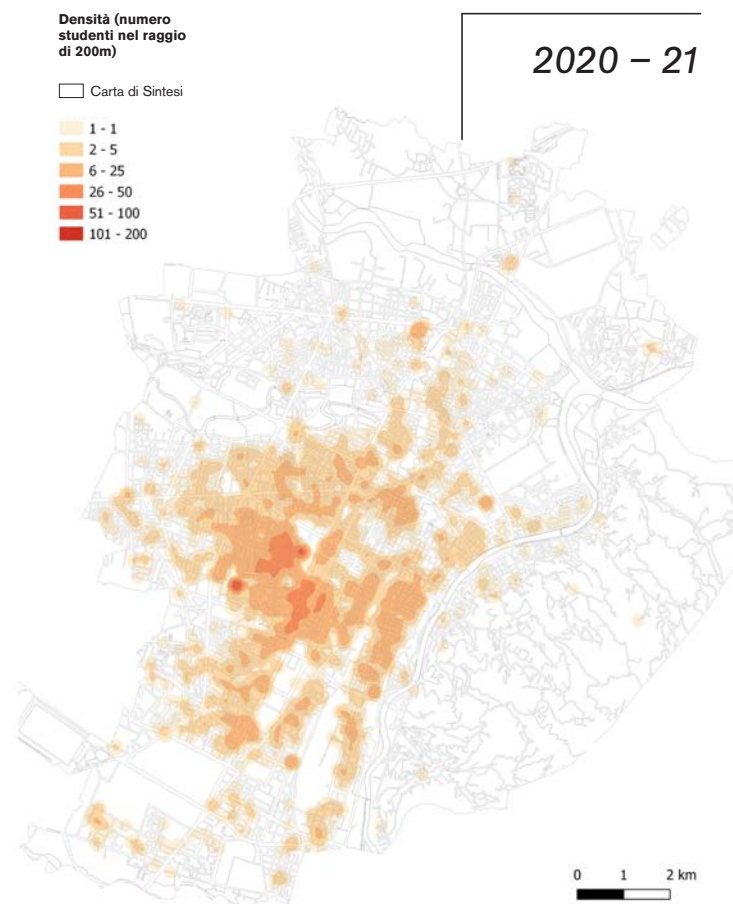 Densità (numero
studenti nel raggio
di 200m)
Carta di Sintesi
1 - 1
2 - 5
6 - 25
26 - 50
51 - 100
101 - 200
2020 – 21
0 1 2 km